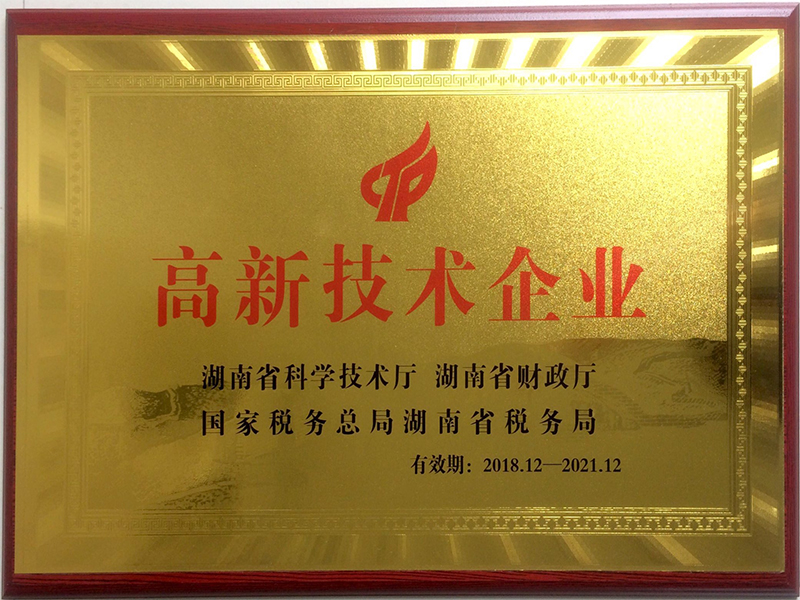 CTP
高新技术企业
湖南省科学技术厅 湖南省财政厅
国家税务总局湖南省税务局
有效期：2018.12—2021.12